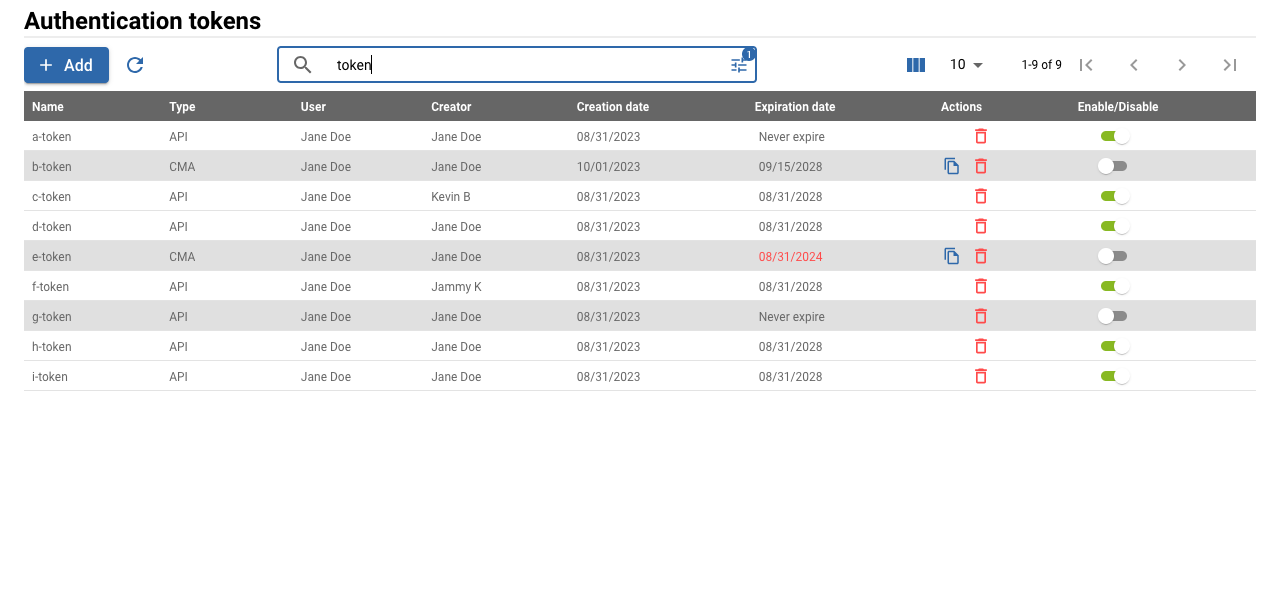 Authentication tokens
Add
token
1
10
1-9 of 9
Name Type User Creator Creation date Expiration date Actions Enable/Disable
a-token API Jane Doe Jane Doe 08/31/2023 Never expire
b-token CMA Jane Doe Jane Doe 10/01/2023 09/15/2028
c-token API Jane Doe Kevin B 08/31/2023 08/31/2028
d-token API Jane Doe Jane Doe 08/31/2023 08/31/2028
e-token CMA Jane Doe Jane Doe 08/31/2023 08/31/2024
f-token API Jane Doe Jammy K 08/31/2023 08/31/2028
g-token API Jane Doe Jane Doe 08/31/2023 Never expire
h-token API Jane Doe Jane Doe 08/31/2023 08/31/2028
i-token API Jane Doe Jane Doe 08/31/2023 08/31/2028